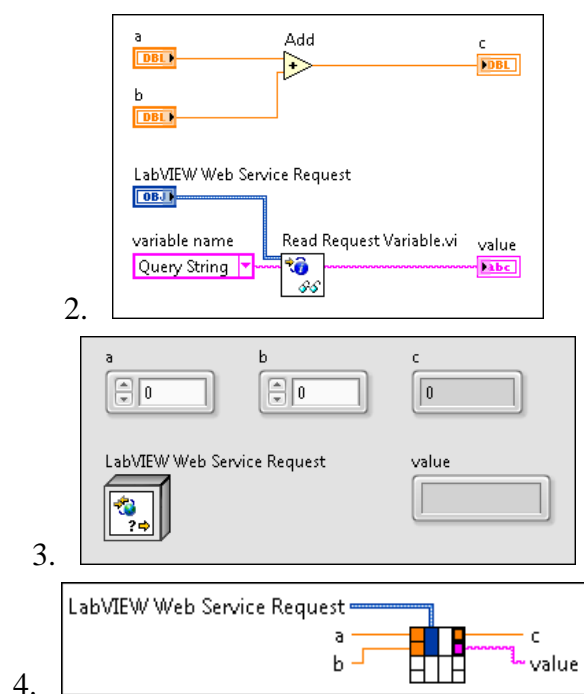 a
Add
c
DBL
DBL
b
+
DBL
LabVIEW Web Service Request
OBJ
variable name
Read Request Variable.vi
value
Query String
abc
2.
a
b
c
0
0
0
LabVIEW Web Service Request
value
?
3.
LabVIEW Web Service Request
a
c
b
value
4.